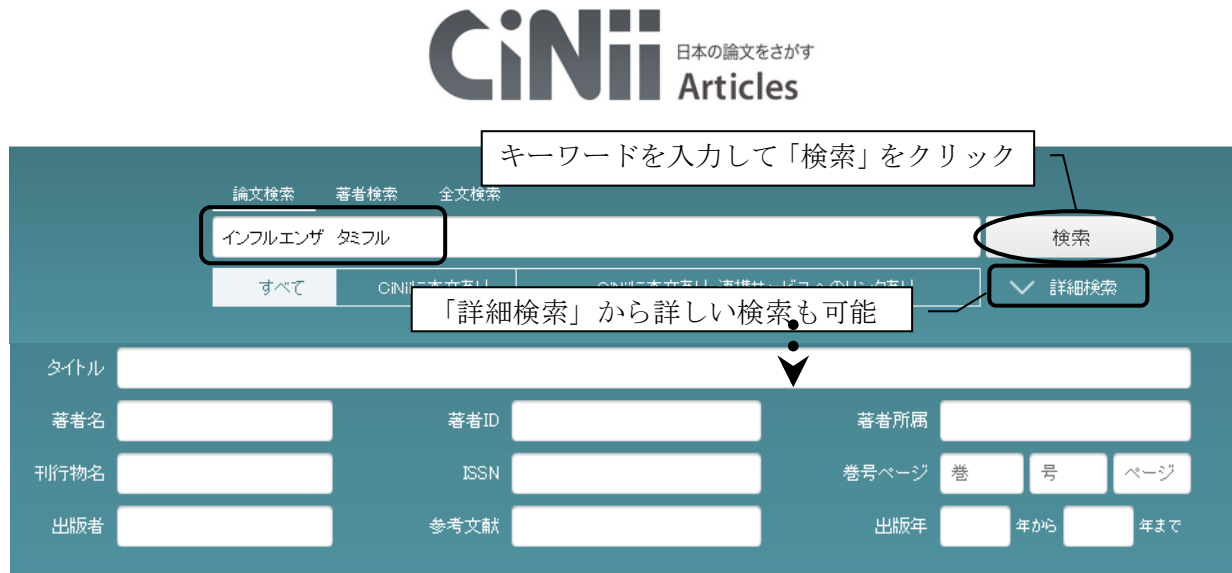 CiNii 日本の論文をさがす
Articles
キーワードを入力して「検索」をクリック
論文検索 著者検索 全文検索
インフルエンザ タミフル 検索
すべて CiNii 詳細検索
「詳細検索」から詳しい検索も可能
タイトル
著者名 著者ID 著者所属
刊行物名 ISSN 巻号ページ 巻 号 ページ
出版者 参考文献 出版年 年から 年まで